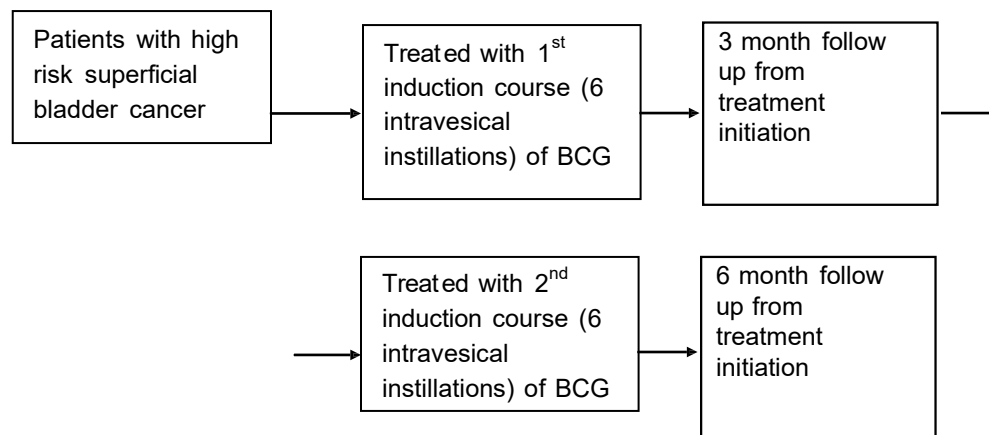 Patients with high
risk superficial
bladder cancer
Treated with 1st
induction course (6
intravesical
instillations) of BCG
3 month follow
up from
treatment
initiation
Treated with 2nd
induction course (6
intravesical
instillations) of BCG
6 month follow
up from
treatment
initiation